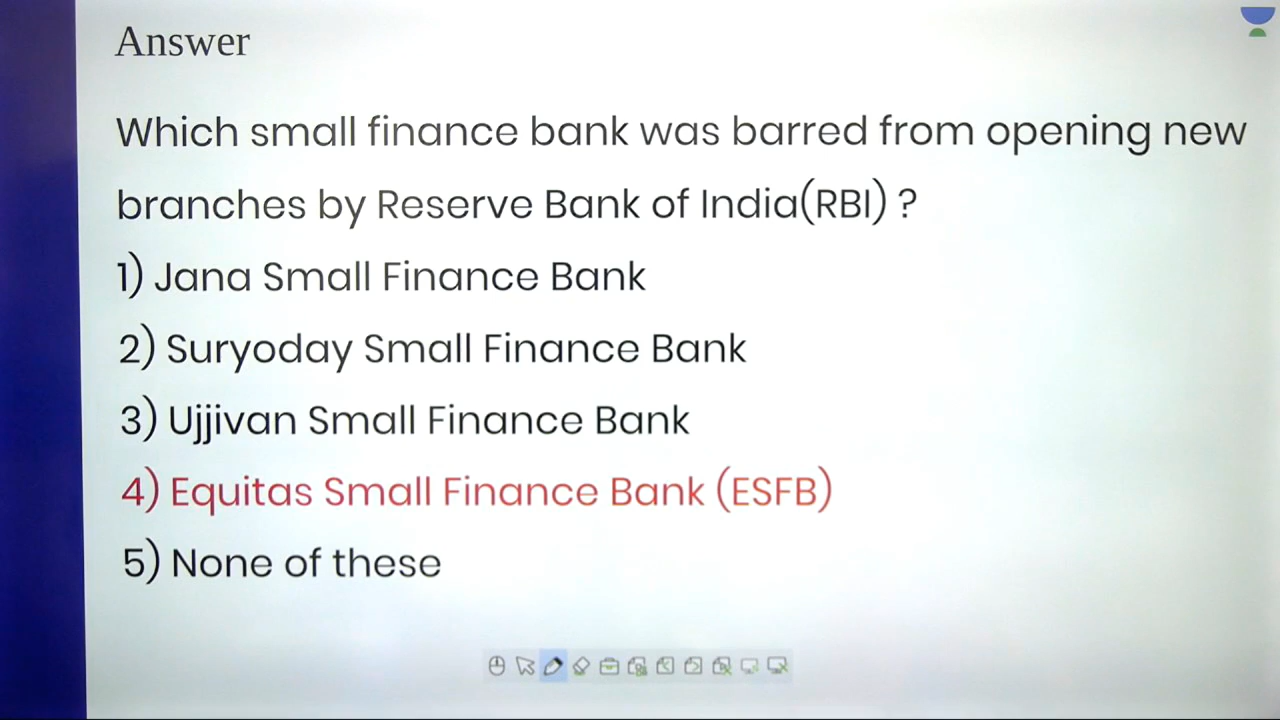 Answer
Which small finance bank was barred from opening new
branches by Reserve Bank of India(RBI) ?
1) Jana Small Finance Bank
2) Suryoday Small Finance Bank
3) Ujjivan Small Finance Bank
4) Equitas Small Finance Bank (ESFB)
5) None of these